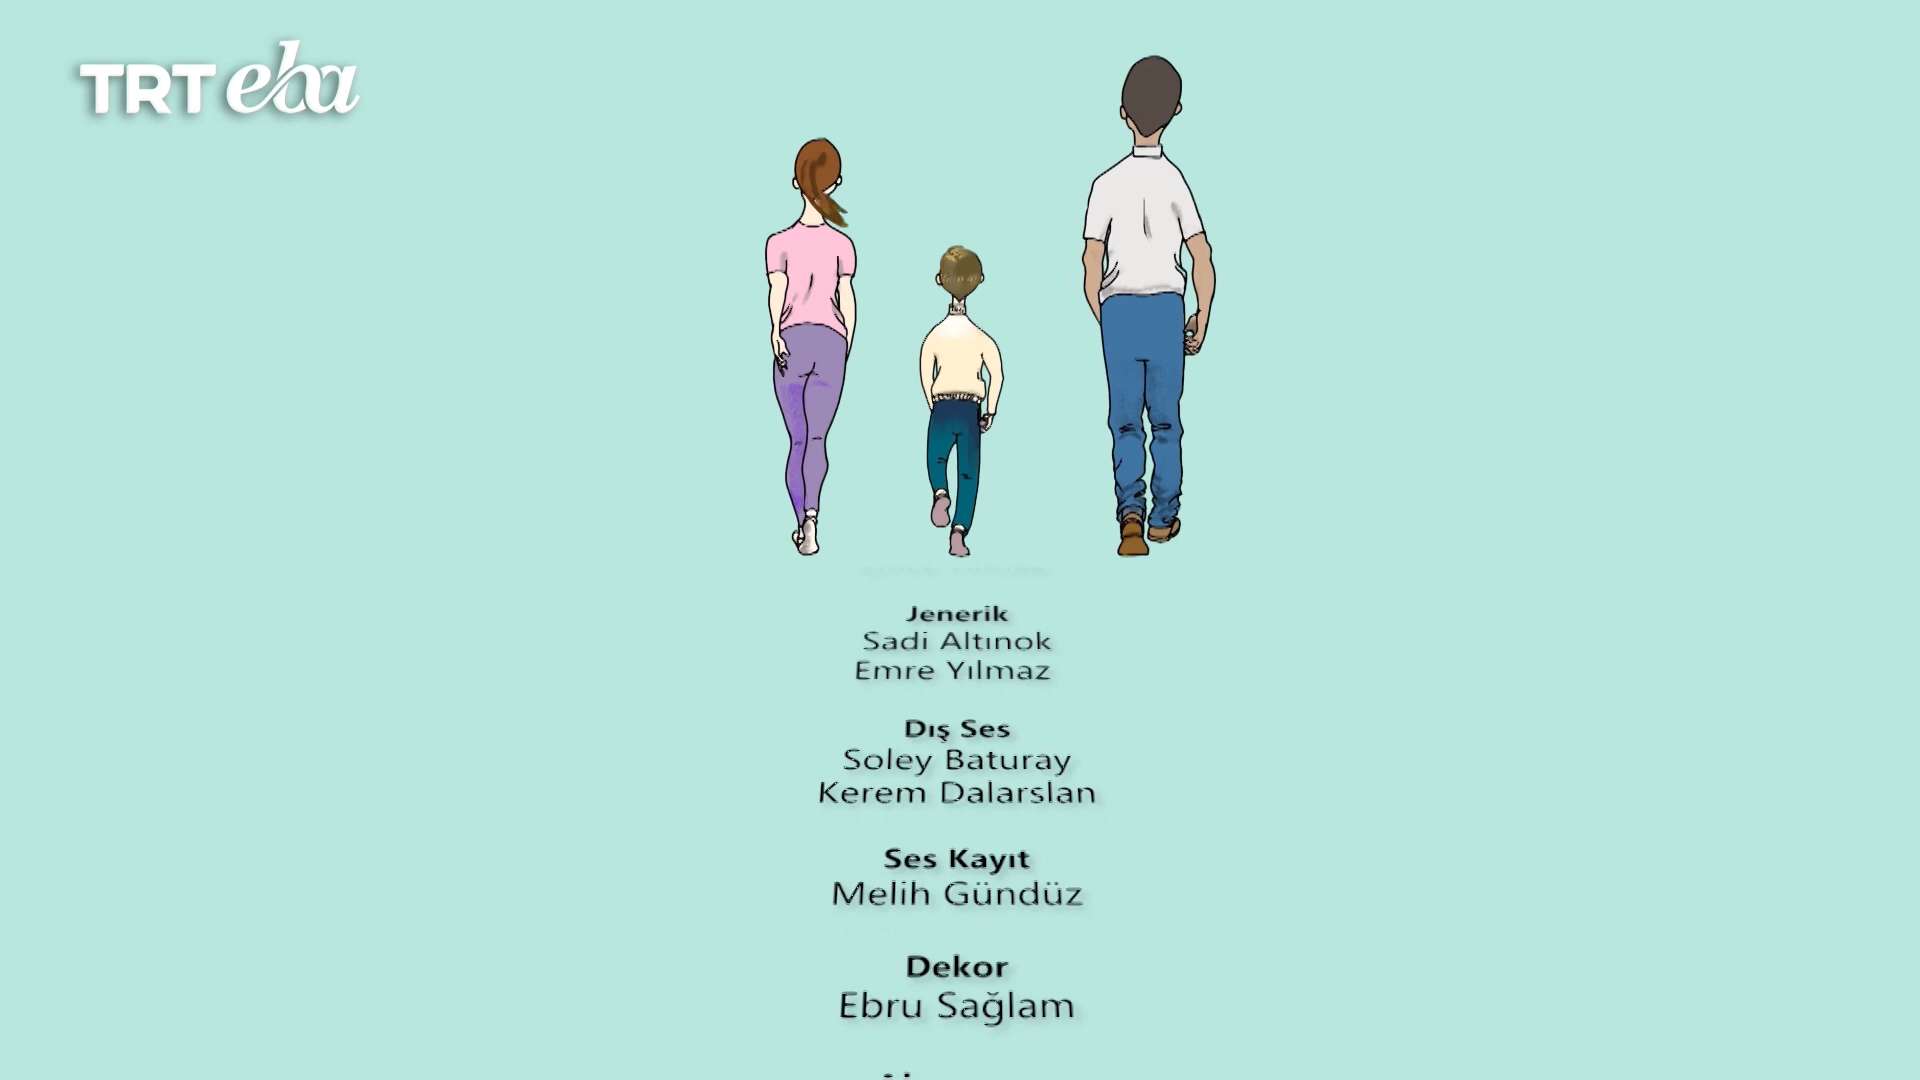 TRT eba
Jenerik
Sadi Altınok
Emre Yılmaz
Dış Ses
Soley Baturay
Kerem Dalarslan
Ses Kayıt
Melih Gündüz
Dekor
Ebru Sağlam